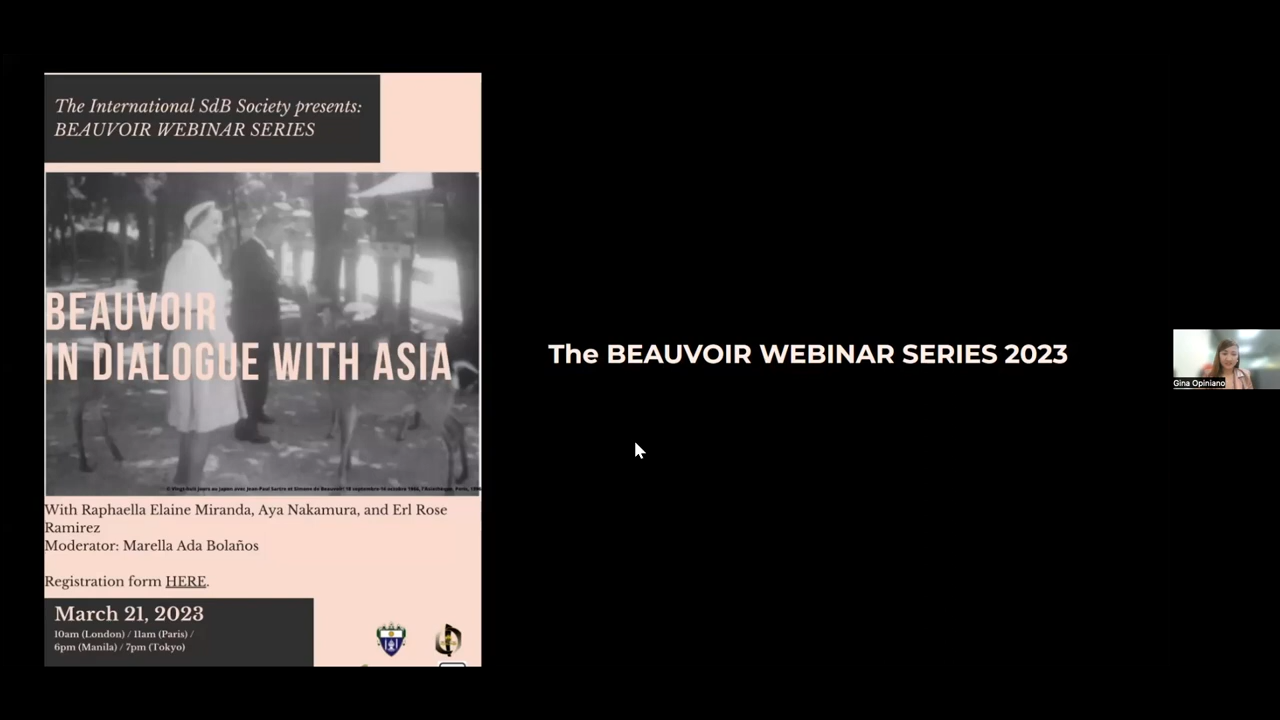 The International SdB Society presents:
BEAUVOIR WEBINAR SERIES
BEAUVOIR
IN DIALOGUE WITH ASIA
With Raphaella Elaine Miranda, Aya Nakamura, and Erl Rose
Ramirez
Moderator: Marella Ada Bolaños
Registration form HERE.
March 21, 2023
10am (London) / 11am (Paris) /
6pm (Manila) / 7pm (Tokyo)
The BEAUVOIR WEBINAR SERIES 2023
Gina Opiniano